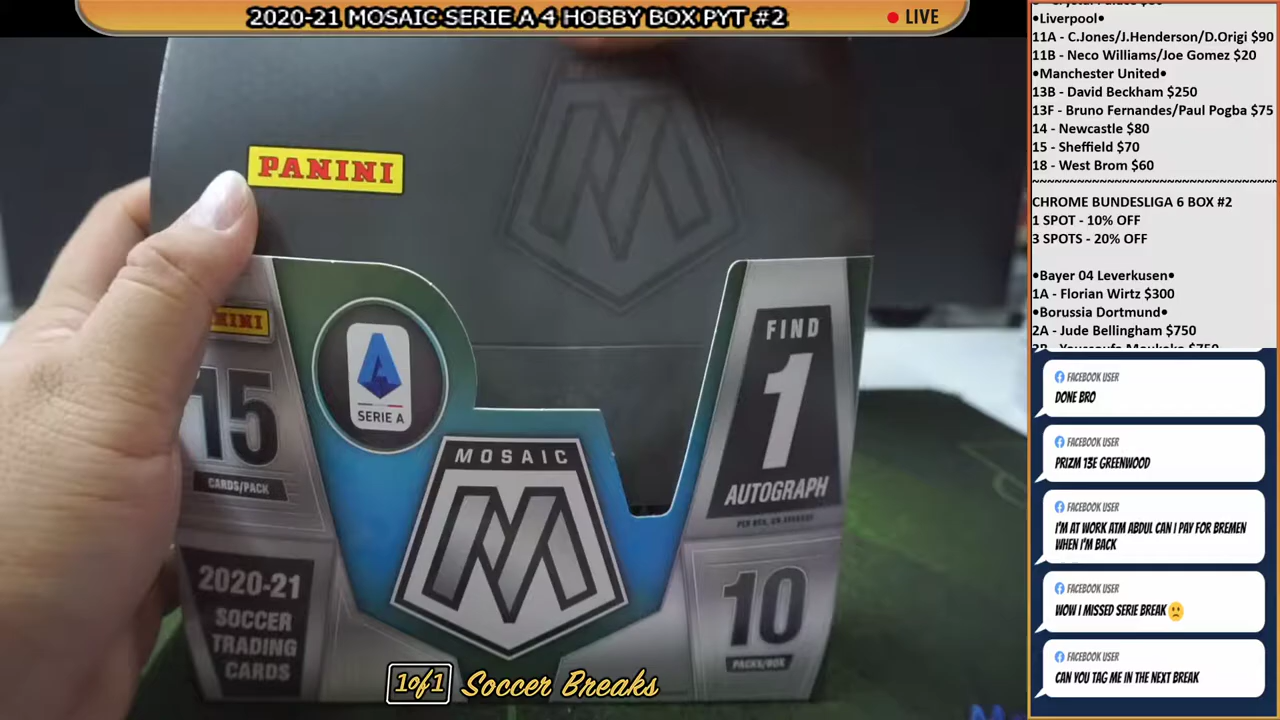 2020-21 MOSAIC SERIE A 4 HOBBY BOX PYT #2
LIVE
PANINI
15
CARDS/PACK
SERIE A
MOSAIC
M
2020-21
SOCCER
TRADING
CARDS
FIND
1
AUTOGRAPH
PER BOX, ON AVERAGE
10
PACKS/BOX
1of1 Soccer Breaks
•Liverpool•
11A - C.Jones/J.Henderson/D.Origi $90
11B - Neco Williams/Joe Gomez $20
•Manchester United•
13B - David Beckham $250
13F - Bruno Fernandes/Paul Pogba $75
14 - Newcastle $80
15 - Sheffield $70
18 - West Brom $60
~~~~~~~~~~~~~~~~~~~~~~~~~~~~~~~~
CHROME BUNDESLIGA 6 BOX #2
1 SPOT - 10% OFF
3 SPOTS - 20% OFF
•Bayer 04 Leverkusen•
1A - Florian Wirtz $300
•Borussia Dortmund•
2A - Jude Bellingham $750
FACEBOOK USER
DONE BRO
FACEBOOK USER
PRIZM 13E GREENWOOD
FACEBOOK USER
I'M AT WORK ATM ABDUL CAN I PAY FOR BREMEN
WHEN I'M BACK
FACEBOOK USER
WOW I MISSED SERIE BREAK🙁
FACEBOOK USER
CAN YOU TAG ME IN THE NEXT BREAK